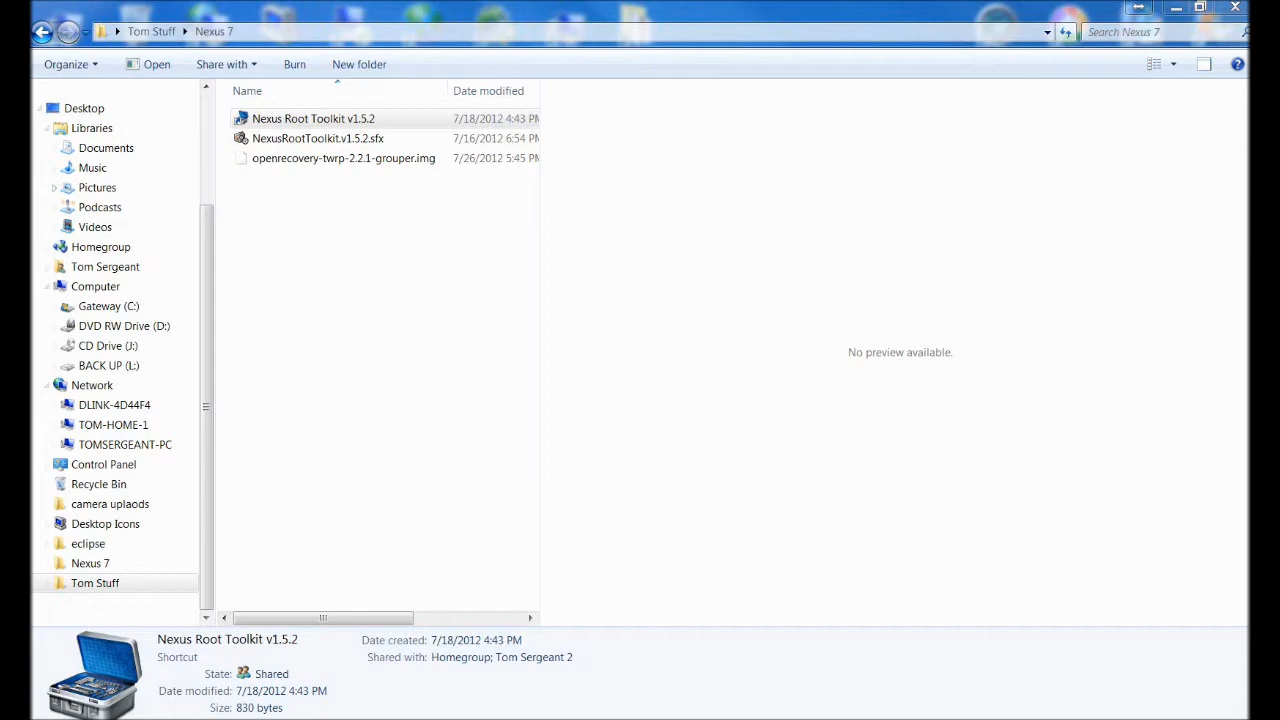 Tom Stuff Nexus 7 Search Nexus 7
Organize Open Share with Burn New folder
Name Date modified
Nexus Root Toolkit v1.5.2 7/18/2012 4:43 PM
NexusRootToolkit.v1.5.2.sfx 7/16/2012 6:54 PM
openrecovery-twrp-2.2.1-grouper.img 7/26/2012 5:45 PM
Desktop
Libraries
Documents
Music
Pictures
Podcasts
Videos
Homegroup
Tom Sergeant
Computer
Gateway (C:)
DVD RW Drive (D:)
CD Drive (J:)
BACK UP (L:)
Network
DLINK-4D44F4
TOM-HOME-1
TOMSERGEANT-PC
Control Panel
Recycle Bin
camera uplaods
Desktop Icons
eclipse
Nexus 7
Tom Stuff
No preview available.
Nexus Root Toolkit v1.5.2 Date created: 7/18/2012 4:43 PM
Shortcut Shared with: Homegroup; Tom Sergeant 2
State: Shared
Date modified: 7/18/2012 4:43 PM
Size: 830 bytes